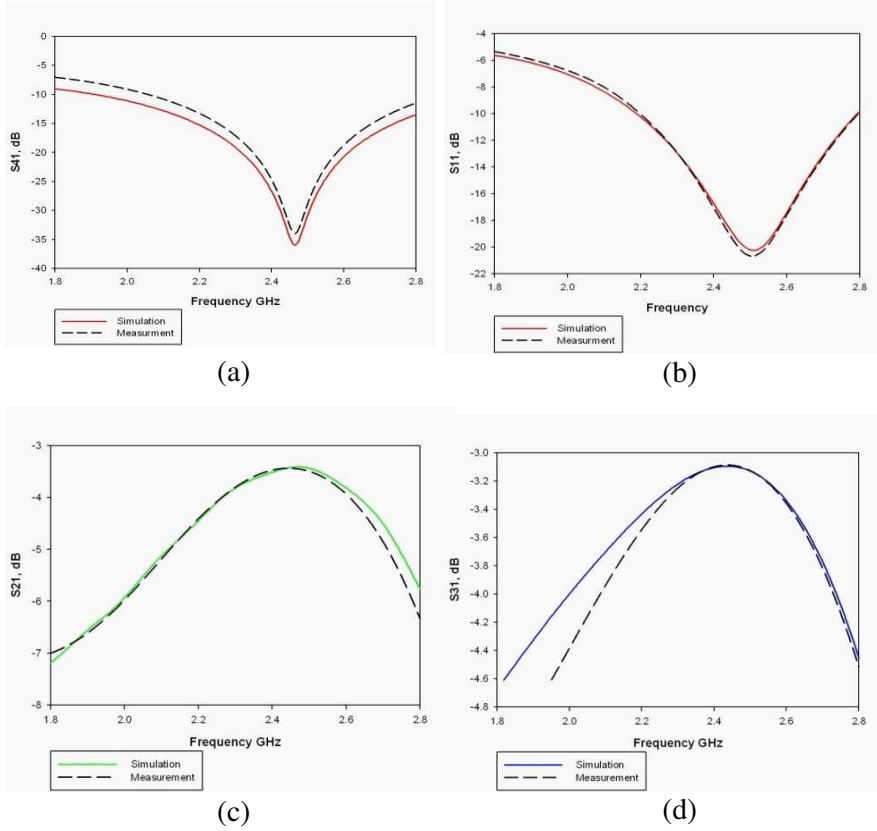 0
-5
-10
-15
-20
-25
-30
-35
-40
S41, dB
1.8 2.0 2.2 2.4 2.6 2.8
Frequency GHz
Simulation
Measurment
(a)
-4
-6
-8
-10
-12
-14
-16
-18
-20
-22
S11, dB
1.8 2.0 2.2 2.4 2.6 2.8
Frequency
Simulation
Measurment
(b)
-3
-4
-5
-6
-7
-8
S21, dB
1.8 2.0 2.2 2.4 2.6 2.8
Frequency GHz
Simulation
Measurement
(c)
-3.0
-3.2
-3.4
-3.6
-3.8
-4.0
-4.2
-4.4
-4.6
-4.8
S31, dB
1.8 2.0 2.2 2.4 2.6 2.8
Frequency GHz
Simulation
Measurement
(d)